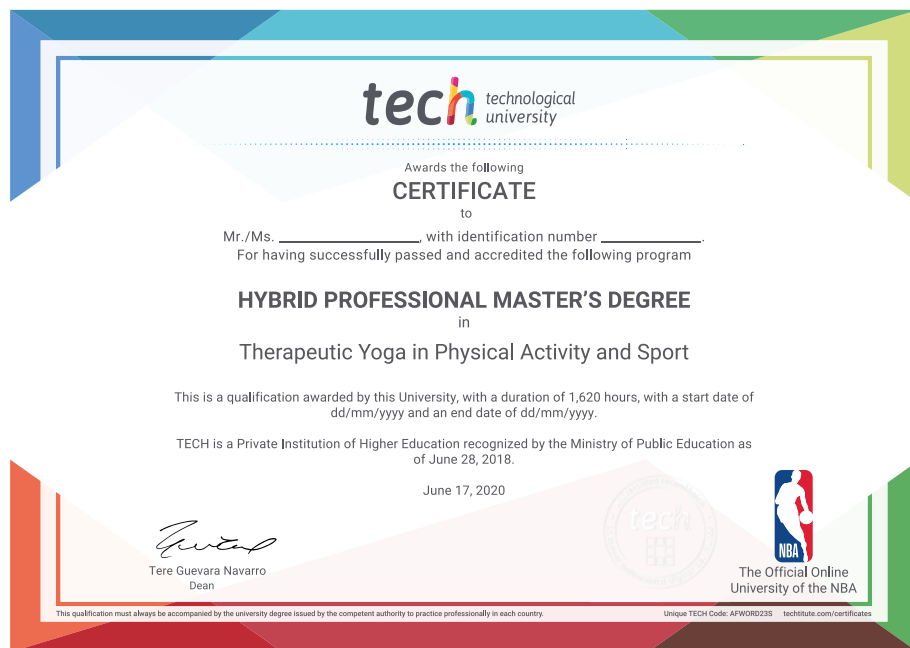 tech technological
university
Awards the following
CERTIFICATE
to
Mr./Ms. ____________________, with identification number ______________.
For having successfully passed and accredited the following program
HYBRID PROFESSIONAL MASTER’S DEGREE
in
Therapeutic Yoga in Physical Activity and Sport
This is a qualification awarded by this University, with a duration of 1,620 hours, with a start date of
dd/mm/yyyy and an end date of dd/mm/yyyy.
TECH is a Private Institution of Higher Education recognized by the Ministry of Public Education as
of June 28, 2018.
June 17, 2020
tech
NBA
Tere Guevara Navarro
Dean
The Official Online
University of the NBA
This qualification must always be accompanied by the university degree issued by the competent authority to practice professionally in each country.
Unique TECH Code: AFWORD23S techtitute.com/certificates